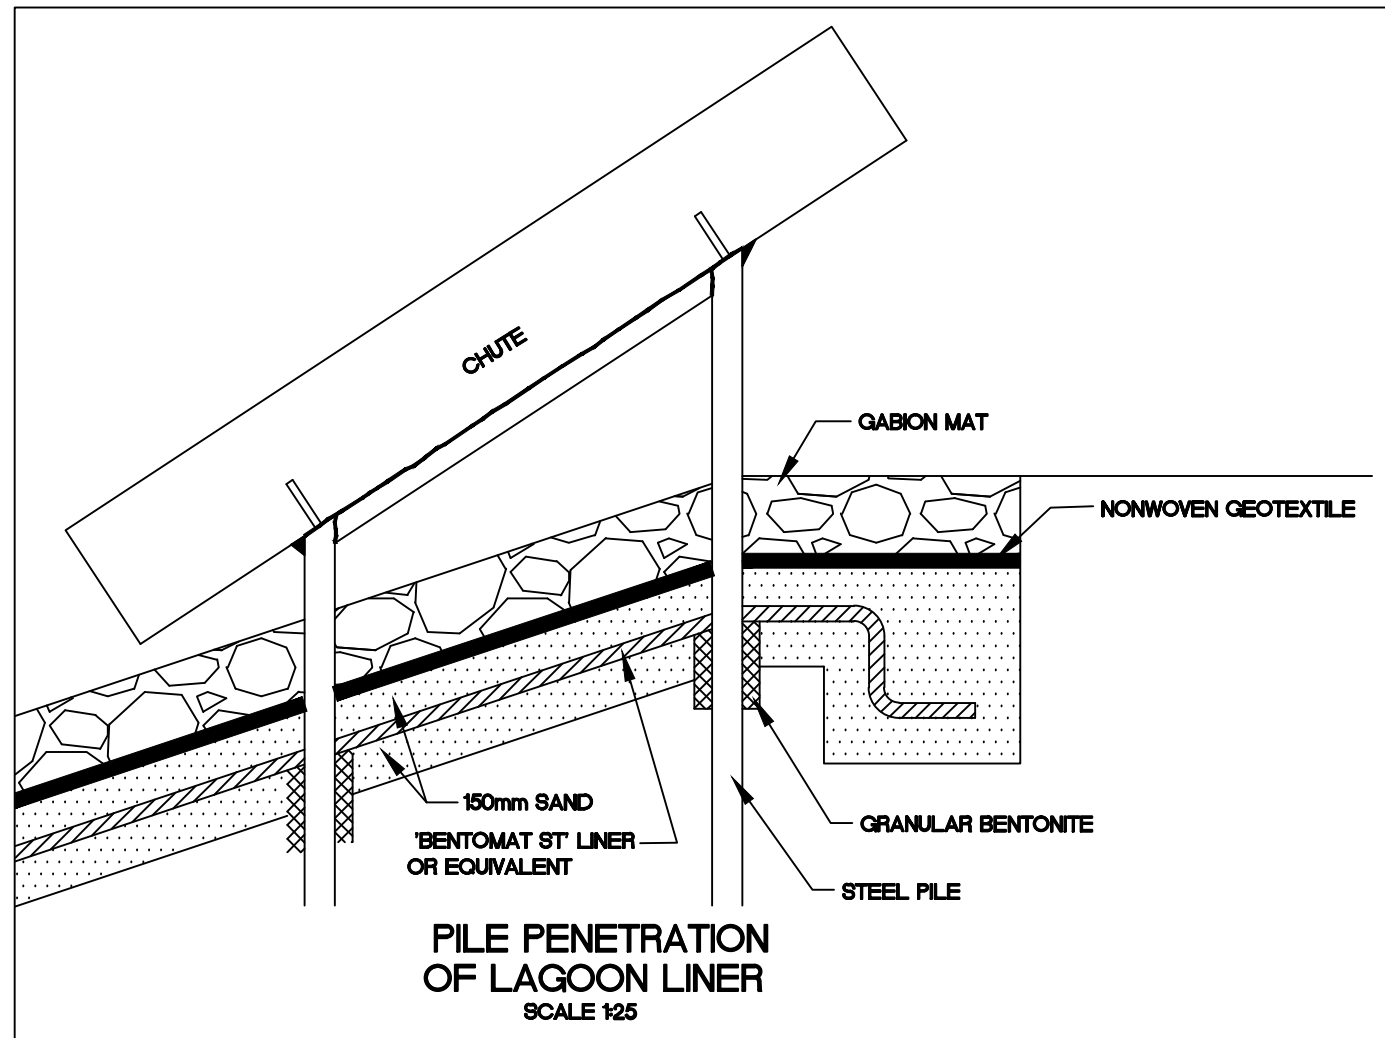 CHUTE
GABION MAT
NONWOVEN GEOTEXTILE
150mm SAND
'BENTOMAT ST' LINER
OR EQUIVALENT
GRANULAR BENTONITE
STEEL PILE
PILE PENETRATION
OF LAGOON LINER
SCALE 1:25